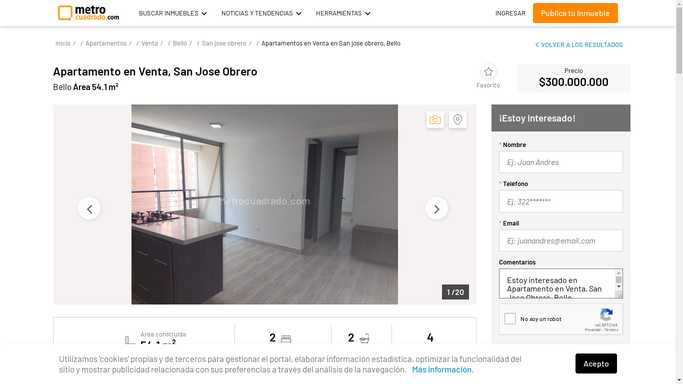 metro
cuadrado.com
BUSCAR INMUEBLES
NOTICIAS Y TENDENCIAS
HERRAMIENTAS
INGRESAR
Publica tu Inmueble
Inicio / / Apartamentos / / Venta / / Bello / / San jose obrero / / Apartamentos en Venta en San jose obrero, Bello
VOLVER A LOS RESULTADOS
Apartamento en Venta, San Jose Obrero
Bello Area 54.1 m²
Favorito
Precio
$300.000.000
metrocuadrado.com
1 / 20
¡Estoy Interesado!
* Nombre
Ej: Juan Andres
* Telefono
Ej: 322*******
* Email
Ej: juanandres@email.com
Comentarios
Estoy interesado en
Apartamento en Venta, San
Jose Obrero, Bello
No soy un robot
reCAPTCHA
Privacidad - Términos
Área construida
54.1 m²
2
2
4
Utilizamos 'cookies' propias y de terceros para gestionar el portal, elaborar información estadística, optimizar la funcionalidad del
sitio y mostrar publicidad relacionada con sus preferencias a través del análisis de la navegación. Más información.
Acepto